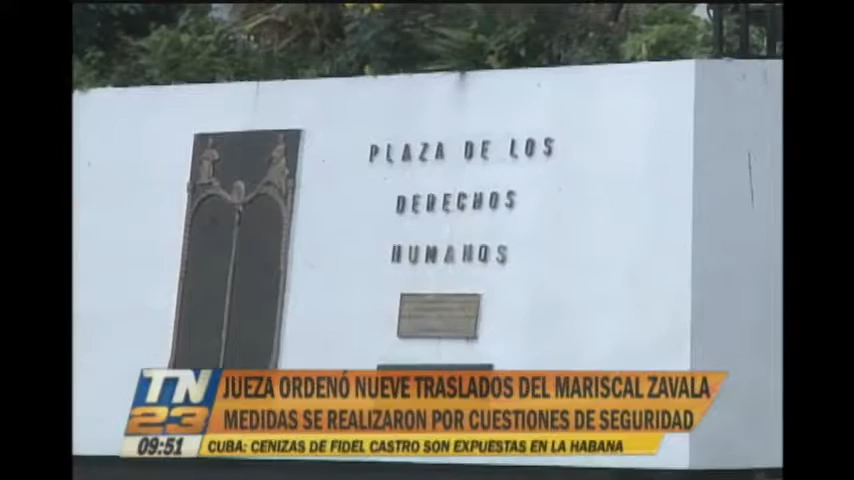 PLAZA DE LOS
DERECHOS
HUMANOS
TN
23
09:51
JUEZA ORDENÓ NUEVE TRASLADOS DEL MARISCAL ZAVALA
MEDIDAS SE REALIZARON POR CUESTIONES DE SEGURIDAD
CUBA: CENIZAS DE FIDEL CASTRO SON EXPUESTAS EN LA HABANA